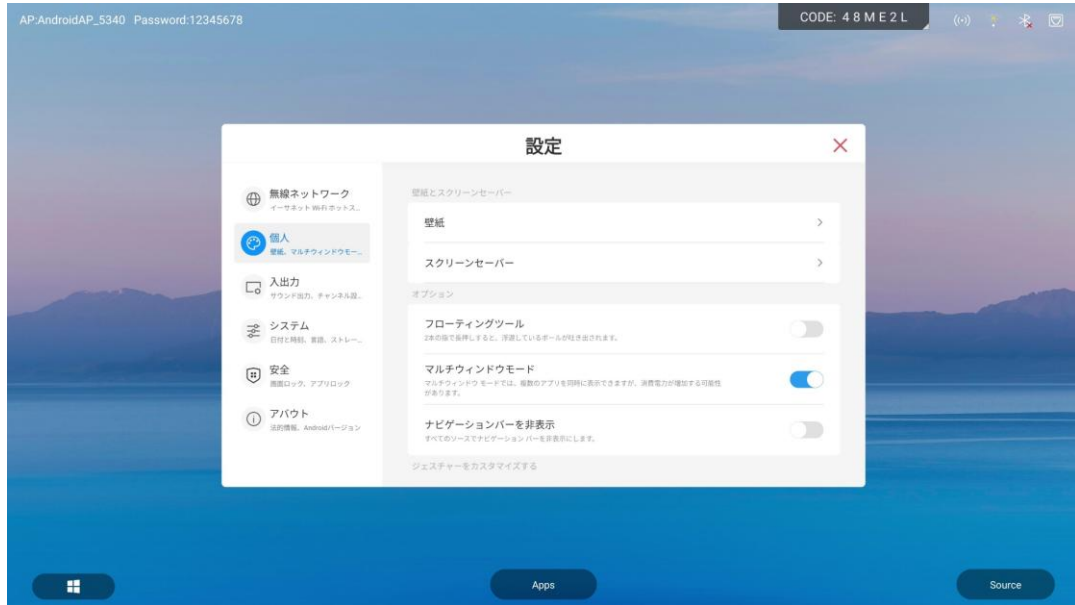 AP:AndroidAP_5340 Password:12345678
CODE: 4 8 M E 2 L
設定
無線ネットワーク
イーサネット Wi-Fi ホットス...
個人
壁紙、マルチウィンドウモー...
入出力
サウンド出力、チャンネル設...
システム
日付と時刻、言語、ストレー...
安全
画面ロック、アプリロック
アバウト
法的情報、Androidバージョン
壁紙とスクリーンセーバー
壁紙
スクリーンセーバー
オプション
フローティングツール
2本の指で長押しすると、浮遊しているボールが吐き出されます。
マルチウィンドウモード
マルチウィンドウ モードでは、複数のアプリを同時に表示できますが、消費電力が増加する可能性
があります。
ナビゲーションバーを非表示
すべてのソースでナビゲーション バーを非表示にします。
ジェスチャーをカスタマイズする
Apps
Source